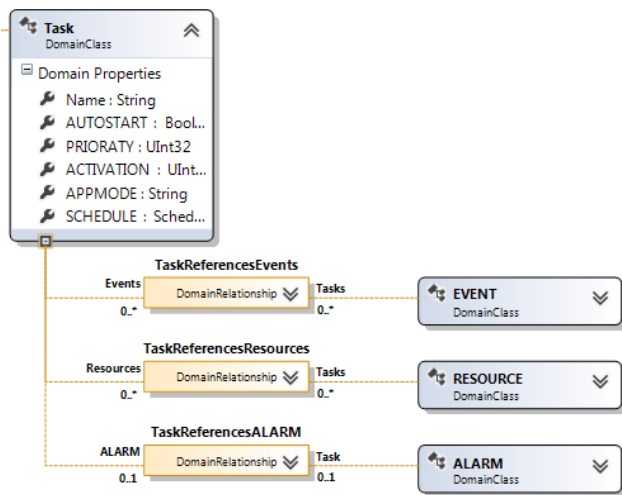 Task
DomainClass
Domain Properties
Name : String
AUTOSTART : Bool...
PRIORATY : UInt32
ACTIVATION : UInt...
APPMODE : String
SCHEDULE : Sched...
TaskReferencesEvents
Events
DomainRelationship
Tasks
0..*
0..*
EVENT
DomainClass
TaskReferencesResources
Resources
DomainRelationship
Tasks
0..*
0..*
RESOURCE
DomainClass
TaskReferencesALARM
ALARM
DomainRelationship
Task
0..1
0..1
ALARM
DomainClass